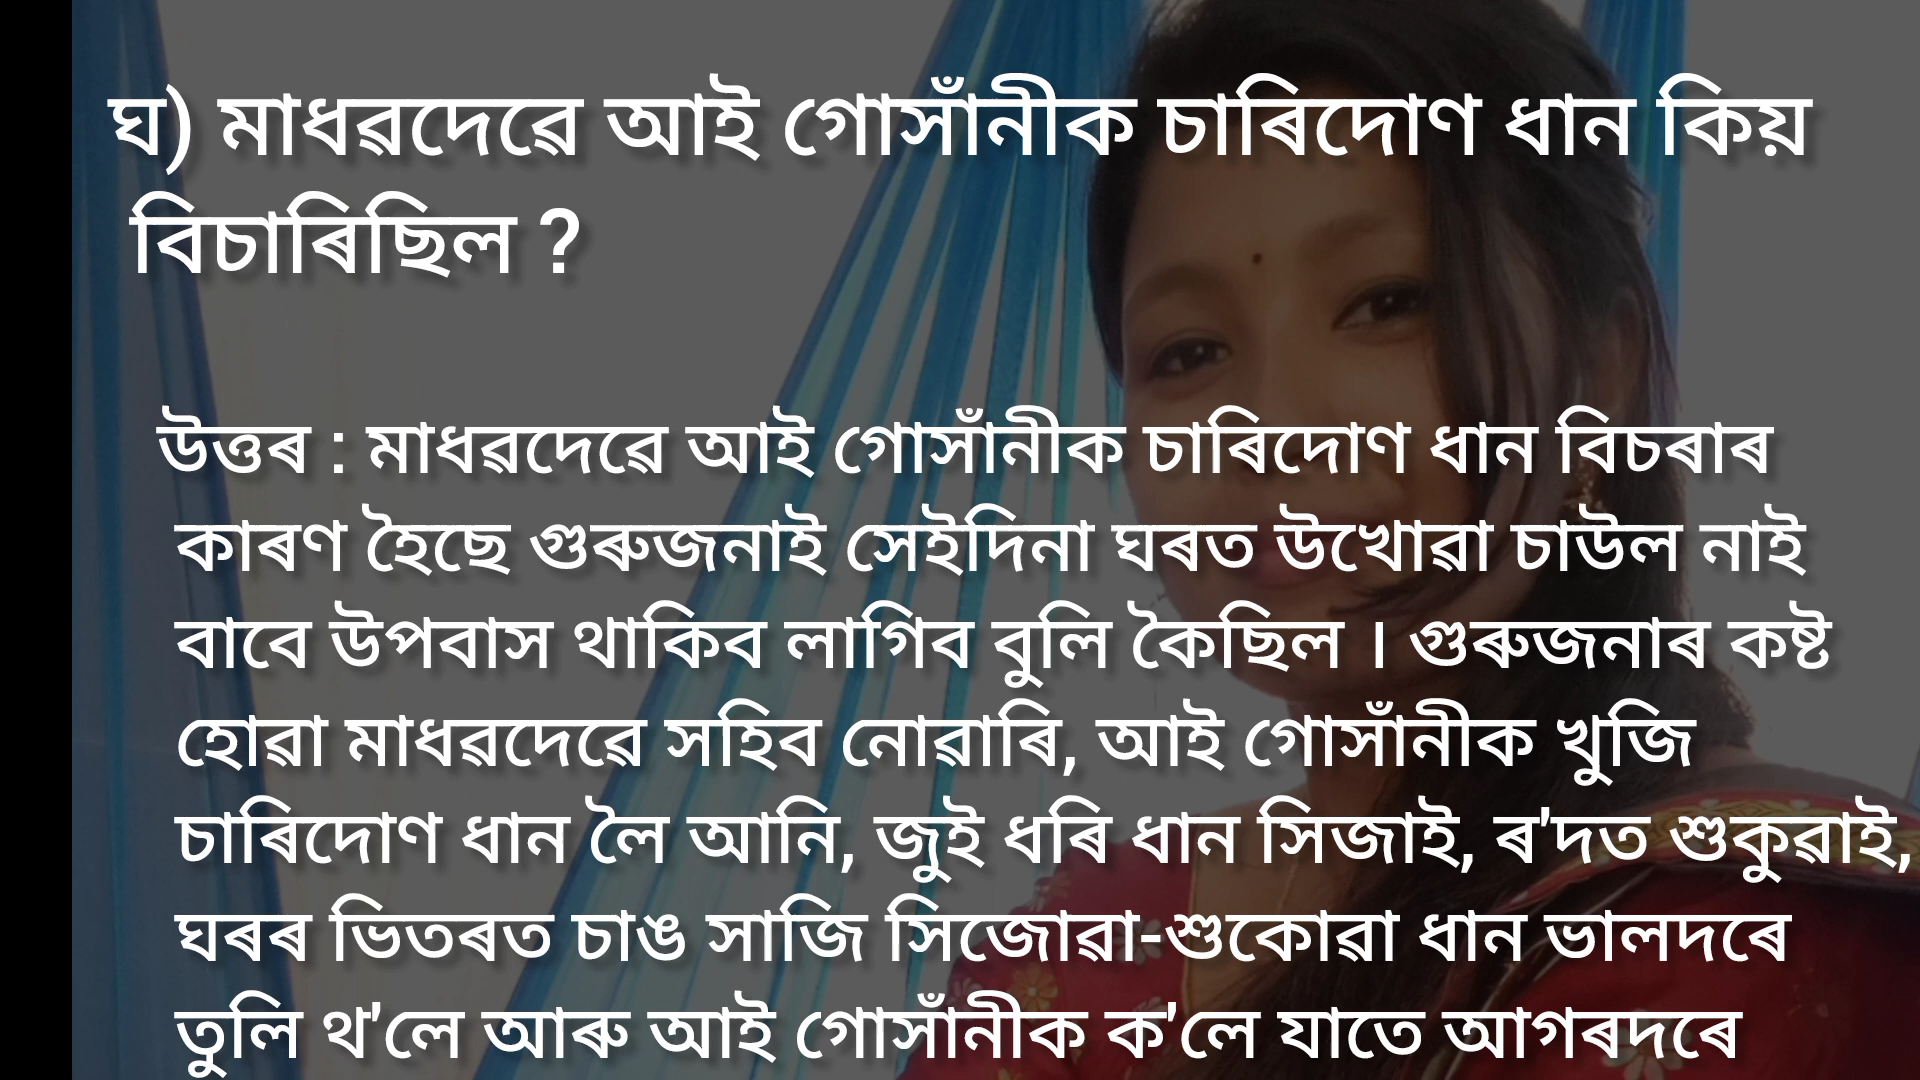 ঘ) মাধৱদেৱে আই গোসাঁনীক চাৰিদোণ ধান কিয়
বিচাৰিছিল ?
উত্তৰ : মাধৱদেৱে আই গোসাঁনীক চাৰিদোণ ধান বিচৰাৰ
কাৰণ হৈছে গুৰুজনাই সেইদিনা ঘৰত উখোৱা চাউল নাই
বাবে উপবাস থাকিব লাগিব বুলি কৈছিল । গুৰুজনাৰ কষ্ট
হোৱা মাধৱদেৱে সহিব নোৱাৰি, আই গোসাঁনীক খুজি
চাৰিদোণ ধান লৈ আনি, জুই ধৰি ধান সিজাই, ৰ'দত শুকুৱাই,
ঘৰৰ ভিতৰত চাঙ সাজি সিজোৱা-শুকোৱা ধান ভালদৰে
তুলি থ'লে আৰু আই গোসাঁনীক ক'লে যাতে আগৰদৰে